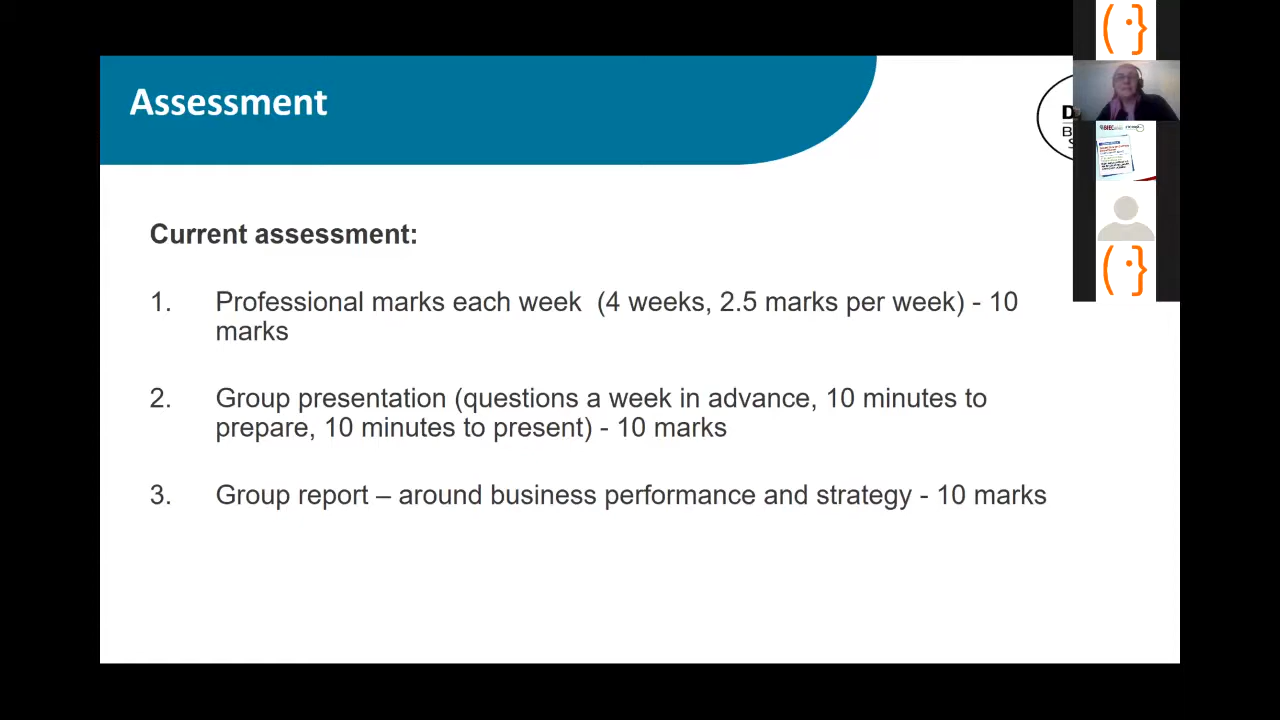 Assessment
D
B
S
Current assessment:
1. Professional marks each week (4 weeks, 2.5 marks per week) - 10
marks
2. Group presentation (questions a week in advance, 10 minutes to
prepare, 10 minutes to present) - 10 marks
3. Group report – around business performance and strategy - 10 marks